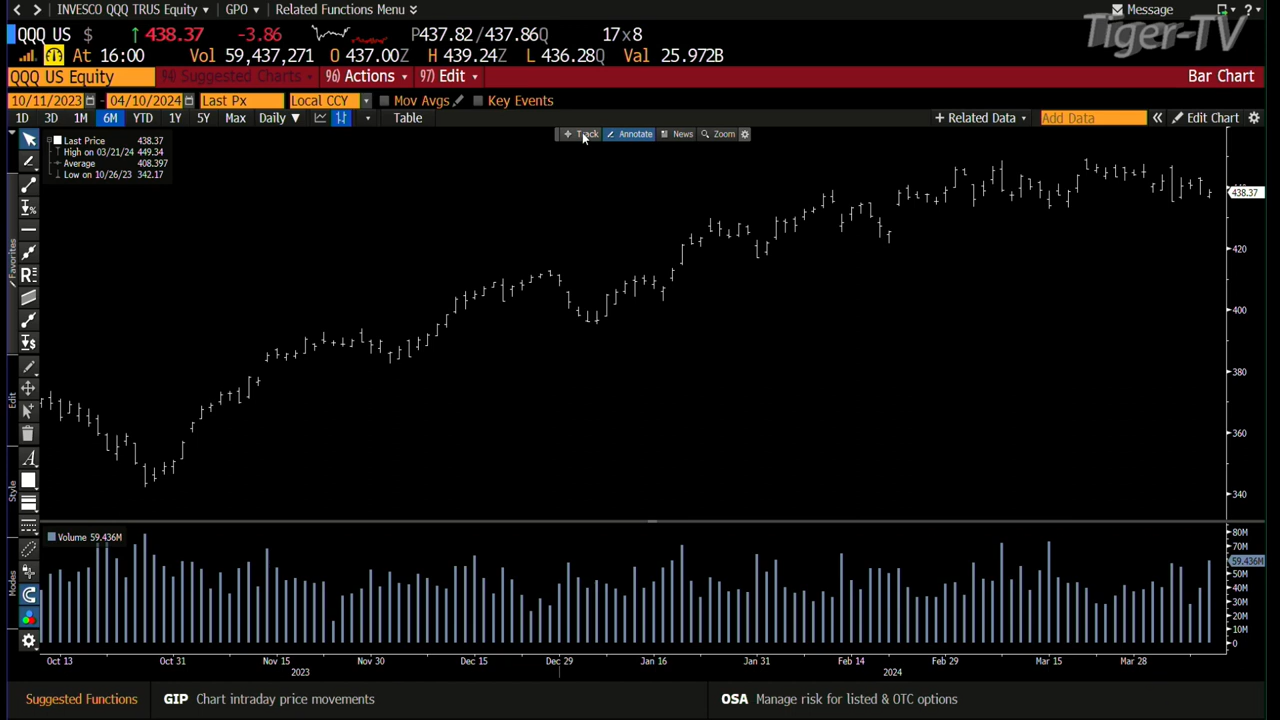 INVESCO QQQ TRUS Equity GPO Related Functions Menu Message ?
QQQ US $ ↑ 438.37 -3.86 P437.82/437.86Q 17x8
At 16:00 Vol 59,437,271 O 437.00Z H 439.24Z L 436.28Q Val 25.972B
Tiger-TV
QQQ US Equity 94) Suggested Charts 96) Actions 97) Edit Bar Chart
10/11/2023 - 04/10/2024 Last Px Local CCY Mov Avgs Key Events
1D 3D 1M 6M YTD 1Y 5Y Max Daily Table + Related Data Add Data « Edit Chart
Track Annotate News Zoom
Last Price 438.37
High on 03/21/24 449.34
Average 408.397
Low on 10/26/23 342.17
438.37
420
400
380
360
340
Favorites
Edit
Style
Modes
Volume 59.436M
80M
70M
59.436M
50M
40M
30M
20M
10M
0
Oct 13 Oct 31 Nov 15 Nov 30 Dec 15 Dec 29 Jan 16 Jan 31 Feb 14 Feb 29 Mar 15 Mar 28
2023 2024
Suggested Functions GIP Chart intraday price movements OSA Manage risk for listed & OTC options